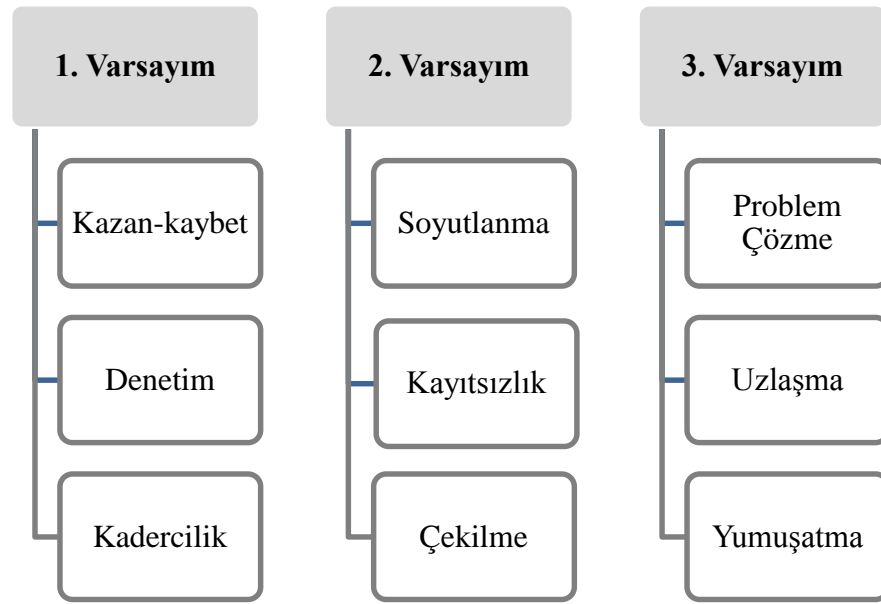 1. Varsayım
Kazan-kaybet
Denetim
Kadercilik
2. Varsayım
Soyutlanma
Kayıtsızlık
Çekilme
3. Varsayım
Problem
Çözme
Uzlaşma
Yumuşatma